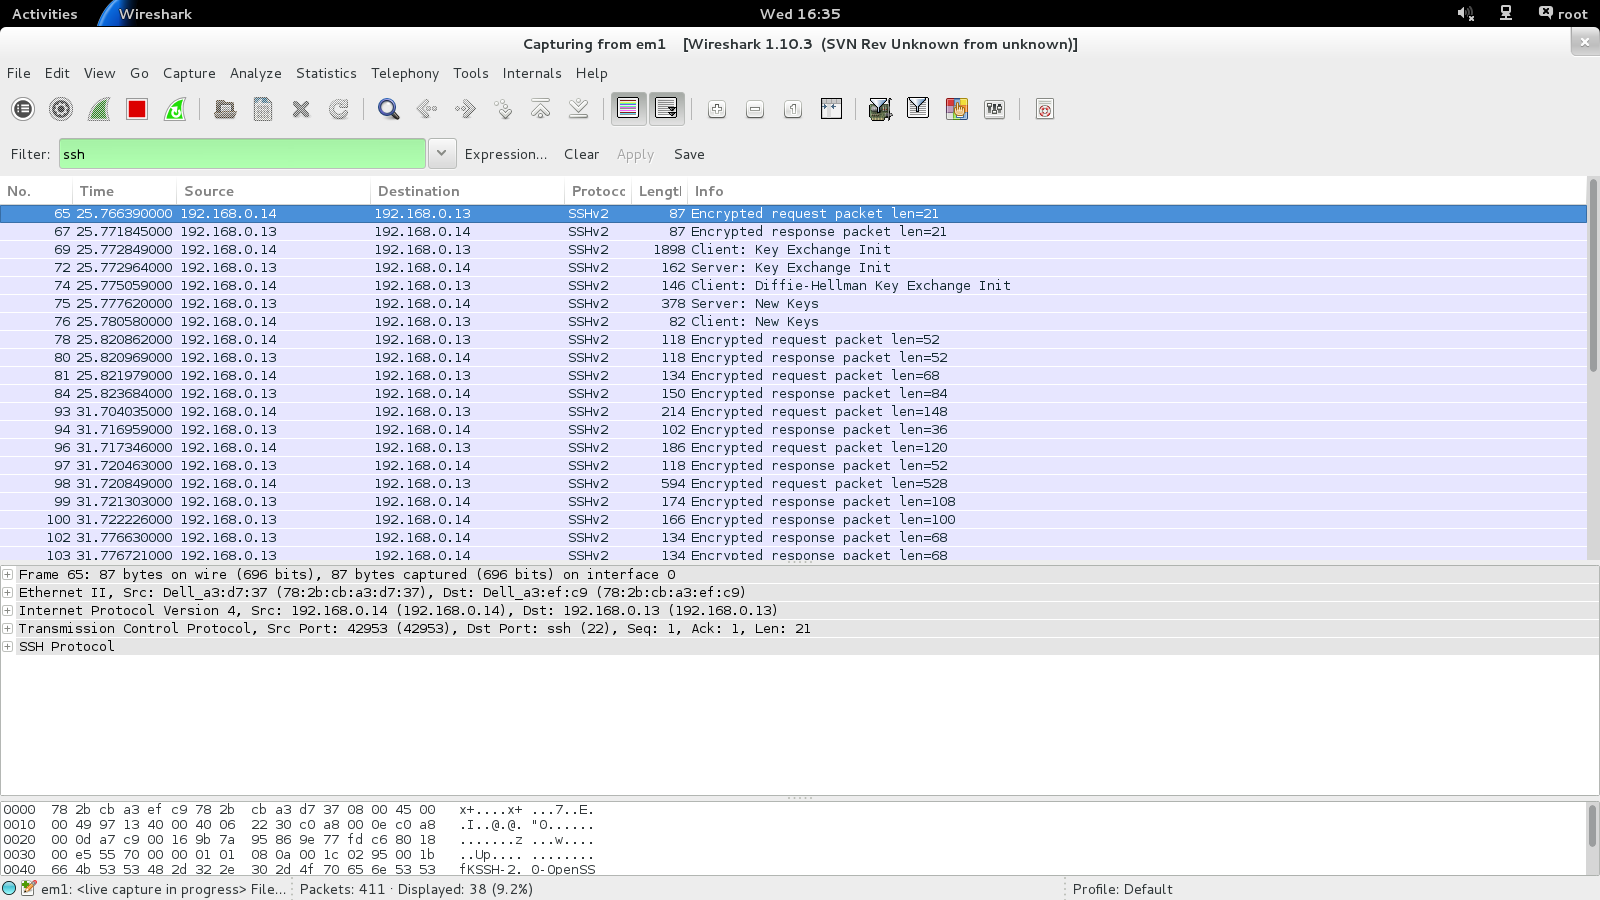 Activities Wireshark Wed 16:35 root
Capturing from em1 [Wireshark 1.10.3 (SVN Rev Unknown from unknown)]
File Edit View Go Capture Analyze Statistics Telephony Tools Internals Help
Filter: ssh Expression... Clear Apply Save
No. Time Source Destination Protocc Lengtl Info
65 25.766390000 192.168.0.14 192.168.0.13 SSHv2 87 Encrypted request packet len=21
67 25.771845000 192.168.0.13 192.168.0.14 SSHv2 87 Encrypted response packet len=21
69 25.772849000 192.168.0.14 192.168.0.13 SSHv2 1898 Client: Key Exchange Init
72 25.772964000 192.168.0.13 192.168.0.14 SSHv2 162 Server: Key Exchange Init
74 25.775059000 192.168.0.14 192.168.0.13 SSHv2 146 Client: Diffie-Hellman Key Exchange Init
75 25.777620000 192.168.0.13 192.168.0.14 SSHv2 378 Server: New Keys
76 25.780580000 192.168.0.14 192.168.0.13 SSHv2 82 Client: New Keys
78 25.820862000 192.168.0.14 192.168.0.13 SSHv2 118 Encrypted request packet len=52
80 25.820969000 192.168.0.13 192.168.0.14 SSHv2 118 Encrypted response packet len=52
81 25.821979000 192.168.0.14 192.168.0.13 SSHv2 134 Encrypted request packet len=68
84 25.823684000 192.168.0.13 192.168.0.14 SSHv2 150 Encrypted response packet len=84
93 31.704035000 192.168.0.14 192.168.0.13 SSHv2 214 Encrypted request packet len=148
94 31.716959000 192.168.0.13 192.168.0.14 SSHv2 102 Encrypted response packet len=36
96 31.717346000 192.168.0.14 192.168.0.13 SSHv2 186 Encrypted request packet len=120
97 31.720463000 192.168.0.13 192.168.0.14 SSHv2 118 Encrypted response packet len=52
98 31.720849000 192.168.0.14 192.168.0.13 SSHv2 594 Encrypted request packet len=528
99 31.721303000 192.168.0.13 192.168.0.14 SSHv2 174 Encrypted response packet len=108
100 31.722226000 192.168.0.13 192.168.0.14 SSHv2 166 Encrypted response packet len=100
102 31.776630000 192.168.0.13 192.168.0.14 SSHv2 134 Encrypted response packet len=68
103 31.776721000 192.168.0.13 192.168.0.14 SSHv2 134 Encrypted response packet len=68
Frame 65: 87 bytes on wire (696 bits), 87 bytes captured (696 bits) on interface 0
Ethernet II, Src: Dell_a3:d7:37 (78:2b:cb:a3:d7:37), Dst: Dell_a3:ef:c9 (78:2b:cb:a3:ef:c9)
Internet Protocol Version 4, Src: 192.168.0.14 (192.168.0.14), Dst: 192.168.0.13 (192.168.0.13)
Transmission Control Protocol, Src Port: 42953 (42953), Dst Port: ssh (22), Seq: 1, Ack: 1, Len: 21
SSH Protocol
0000 78 2b cb a3 ef c9 78 2b cb a3 d7 37 08 00 45 00 x+....x+ ...7..E.
0010 00 49 97 13 40 00 40 06 22 30 c0 a8 00 0e c0 a8 .I..@.@. "0......
0020 00 0d a7 c9 00 16 9b 7a 95 86 9e 77 fd c6 80 18 .......z ...w....
0030 00 e5 55 70 00 00 01 01 08 0a 00 1c 02 95 00 1b ..Up.... ........
0040 66 4b 53 53 48 2d 32 2e 30 2d 4f 70 65 6e 53 53 fKSSH-2. 0-OpenSS
em1: <live capture in progress> File... Packets: 411 · Displayed: 38 (9.2%) Profile: Default